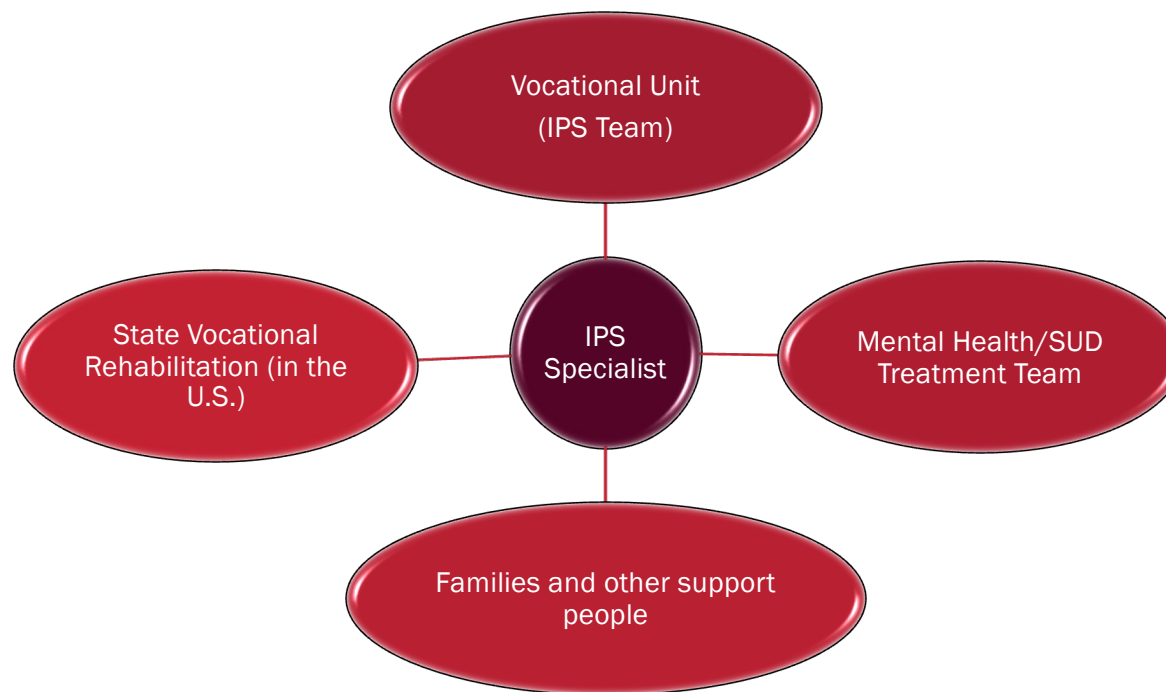 Vocational Unit
(IPS Team)
State Vocational
Rehabilitation (in the
U.S.)
IPS
Specialist
Mental Health/SUD
Treatment Team
Families and other support
people